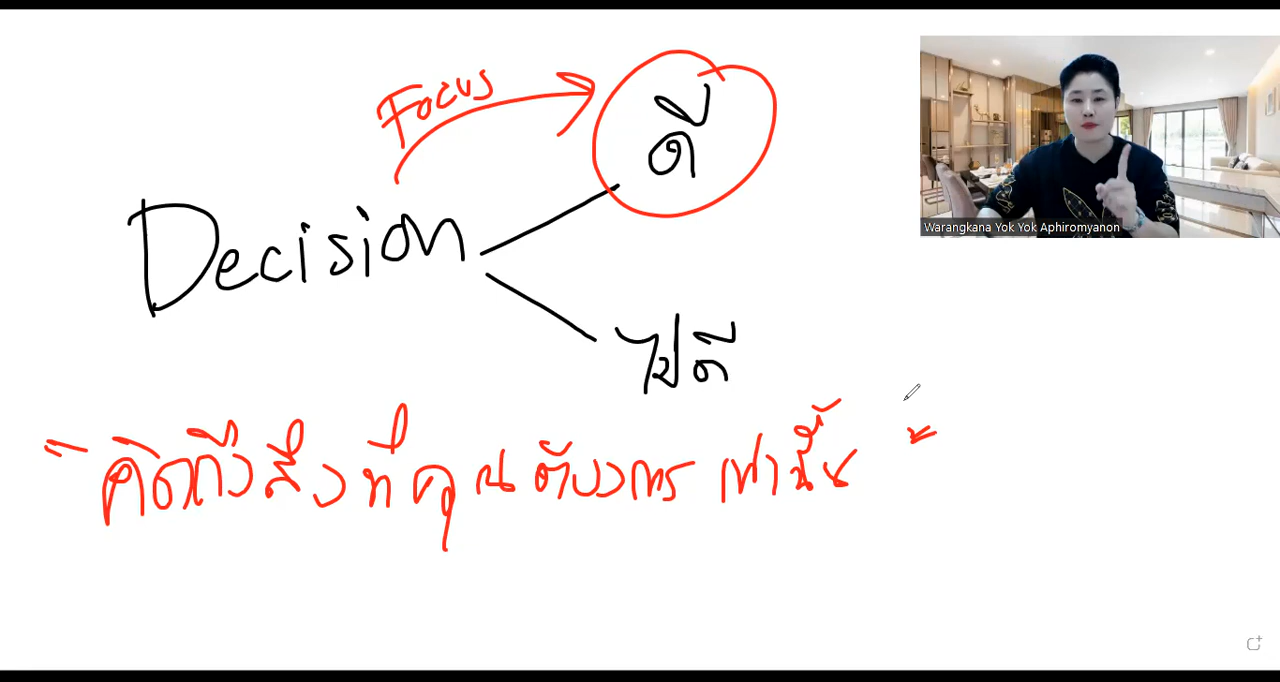 Focus
ดี
Decision
ไม่ดี
"คิดถึงสิ่งที่คุณต้องการ เท่านั้น"
Warangkana Yok Yok Aphiromyanon